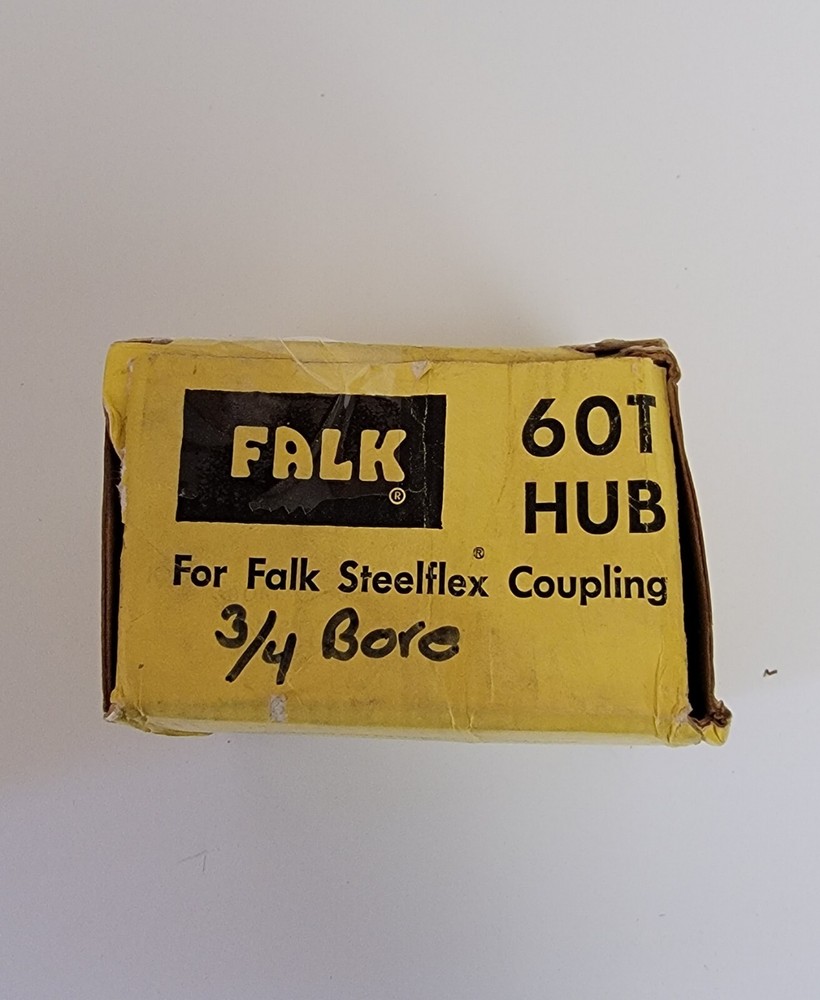 FALK®
60T
HUB
For Falk Steelflex® Coupling
3/4 Bore